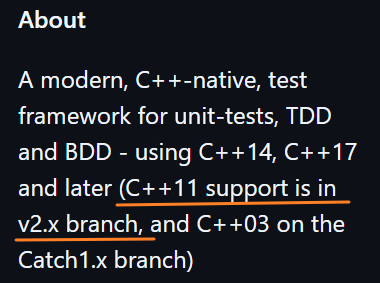 About
A modern, C++-native, test
framework for unit-tests, TDD
and BDD - using C++14, C++17
and later (C++11 support is in
v2.x branch, and C++03 on the
Catch1.x branch)